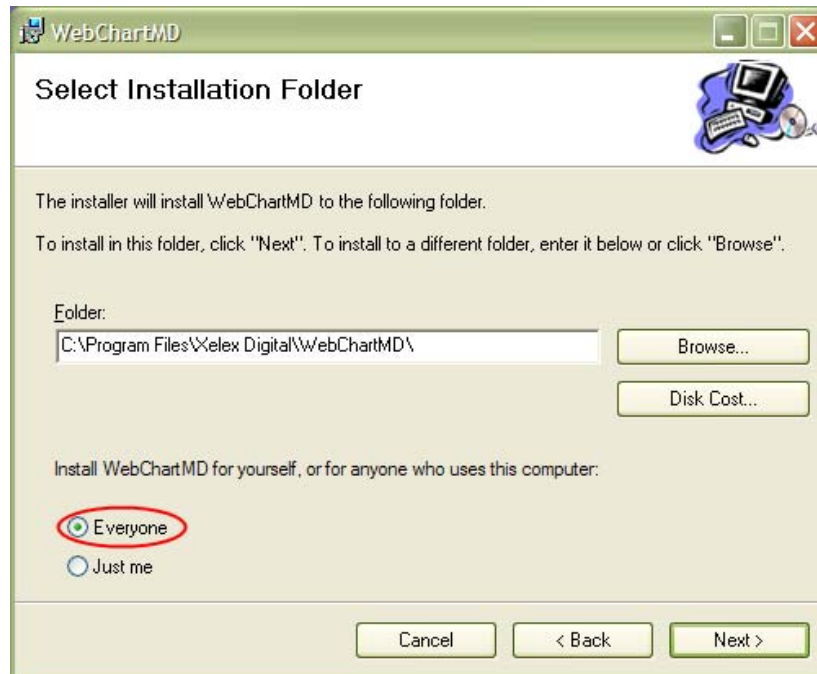 WebChartMD
Select Installation Folder
The installer will install WebChartMD to the following folder.
To install in this folder, click "Next". To install to a different folder, enter it below or click "Browse".
Folder:
C:\Program Files\Xelex Digital\WebChartMD\
Browse...
Disk Cost...
Install WebChartMD for yourself, or for anyone who uses this computer:
Everyone
Just me
Cancel
< Back
Next >